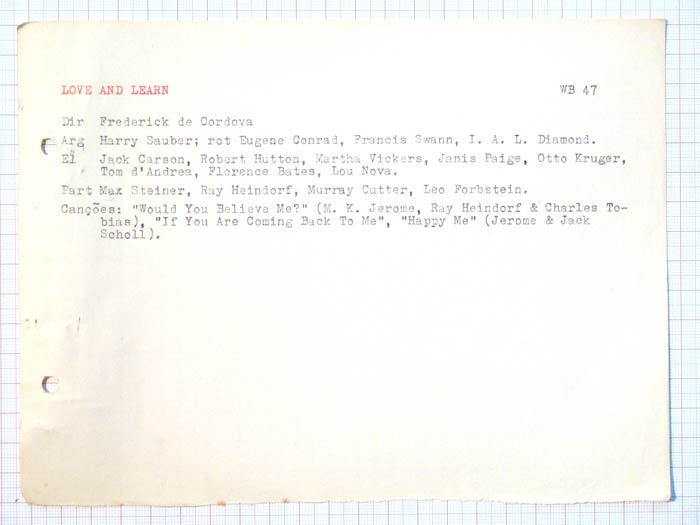 LOVE AND LEARN WB 47
Dir Frederick de Cordova
Arg Harry Sauber; rot Eugene Conrad, Francis Swann, I. A. L. Diamond.
El Jack Carson, Robert Hutton, Martha Vickers, Janis Paige, Otto Kruger,
Tom d'Andrea, Florence Bates, Lou Nova.
Part Max Steiner, Ray Heindorf, Murray Cutter, Leo Forbstein.
Canções: "Would You Believe Me?" (M. K. Jerome, Ray Heindorf & Charles To-
bias), "If You Are Coming Back To Me", "Happy Me" (Jerome & Jack
Scholl).